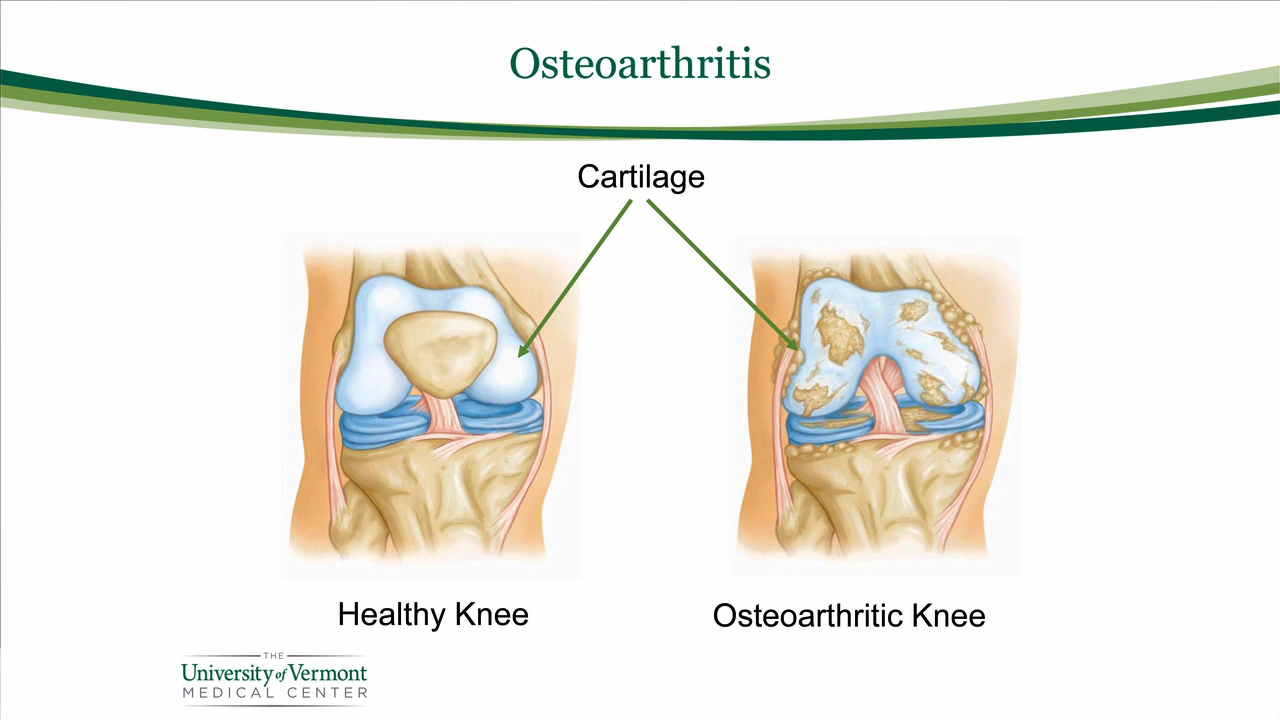 Osteoarthritis
Cartilage
Healthy Knee
Osteoarthritic Knee
THE
University of Vermont
MEDICAL CENTER